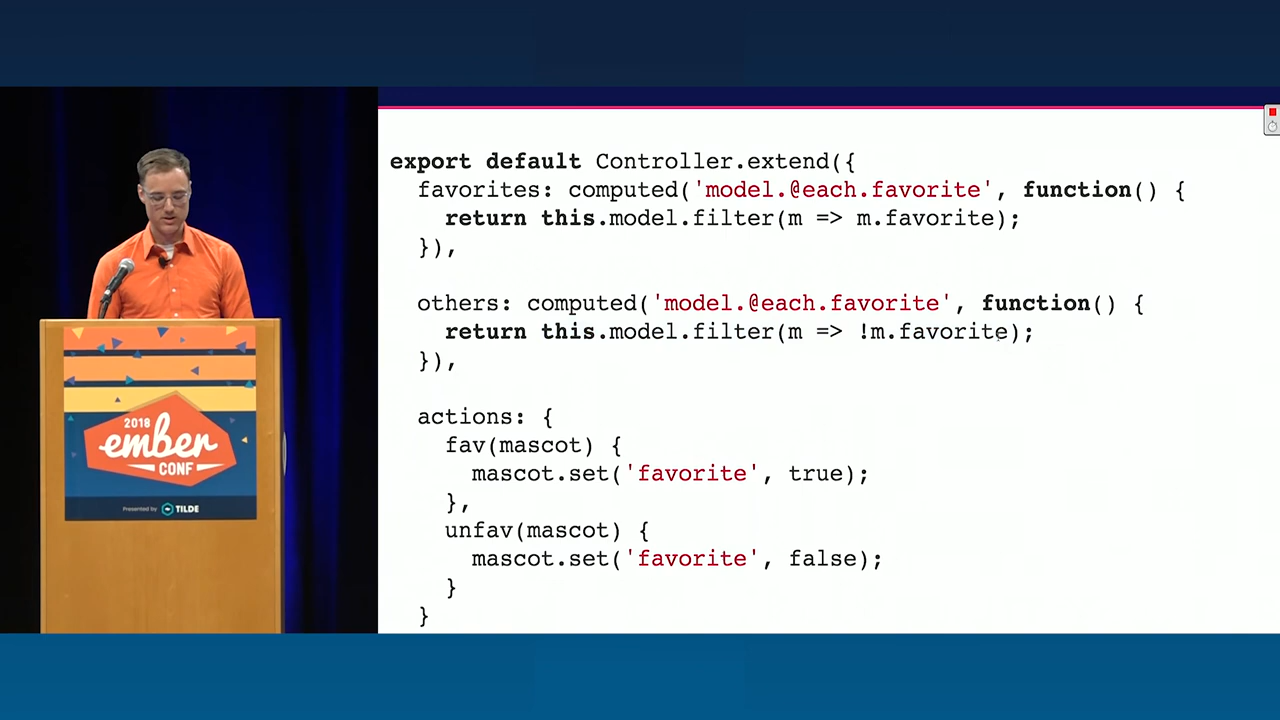 export default Controller.extend({
favorites: computed('model.@each.favorite', function() {
return this.model.filter(m => m.favorite);
}),
others: computed('model.@each.favorite', function() {
return this.model.filter(m => !m.favorite);
}),
actions: {
fav(mascot) {
mascot.set('favorite', true);
},
unfav(mascot) {
mascot.set('favorite', false);
}
}
2018
ember
CONF
Presented by TILDE